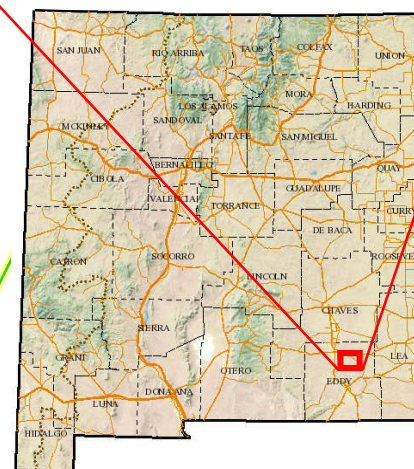 SAN JUAN
RIO ARRIBA
TAOS
COLFAX
UNION
MORA
HARDING
LOS ALAMOS
SANDOVAL
MCKINLEY
SANTA FE
SAN MIGUEL
BERNALILLO
QUAY
CIBOLA
GUADALUPE
VALENCIA
TORRANCE
CURRY
DE BACA
CATRON
SOCORRO
ROOSEVE
LINCOLN
CHAVES
SIERRA
GRANT
OTERO
LEA
EDDY
LUNA
DONA ANA
HIDALGO